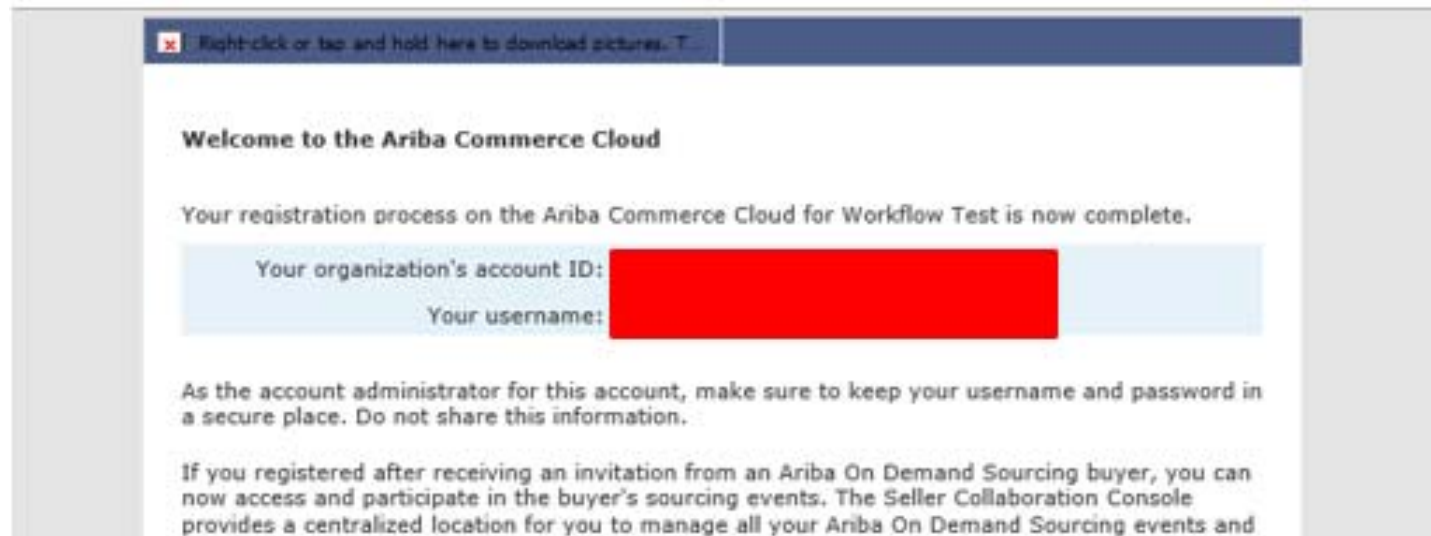 Right-click or tap and hold here to download pictures. T...
Welcome to the Ariba Commerce Cloud
Your registration process on the Ariba Commerce Cloud for Workflow Test is now complete.
Your organization's account ID:
Your username:
As the account administrator for this account, make sure to keep your username and password in
a secure place. Do not share this information.
If you registered after receiving an invitation from an Ariba On Demand Sourcing buyer, you can
now access and participate in the buyer's sourcing events. The Seller Collaboration Console
provides a centralized location for you to manage all your Ariba On Demand Sourcing events and